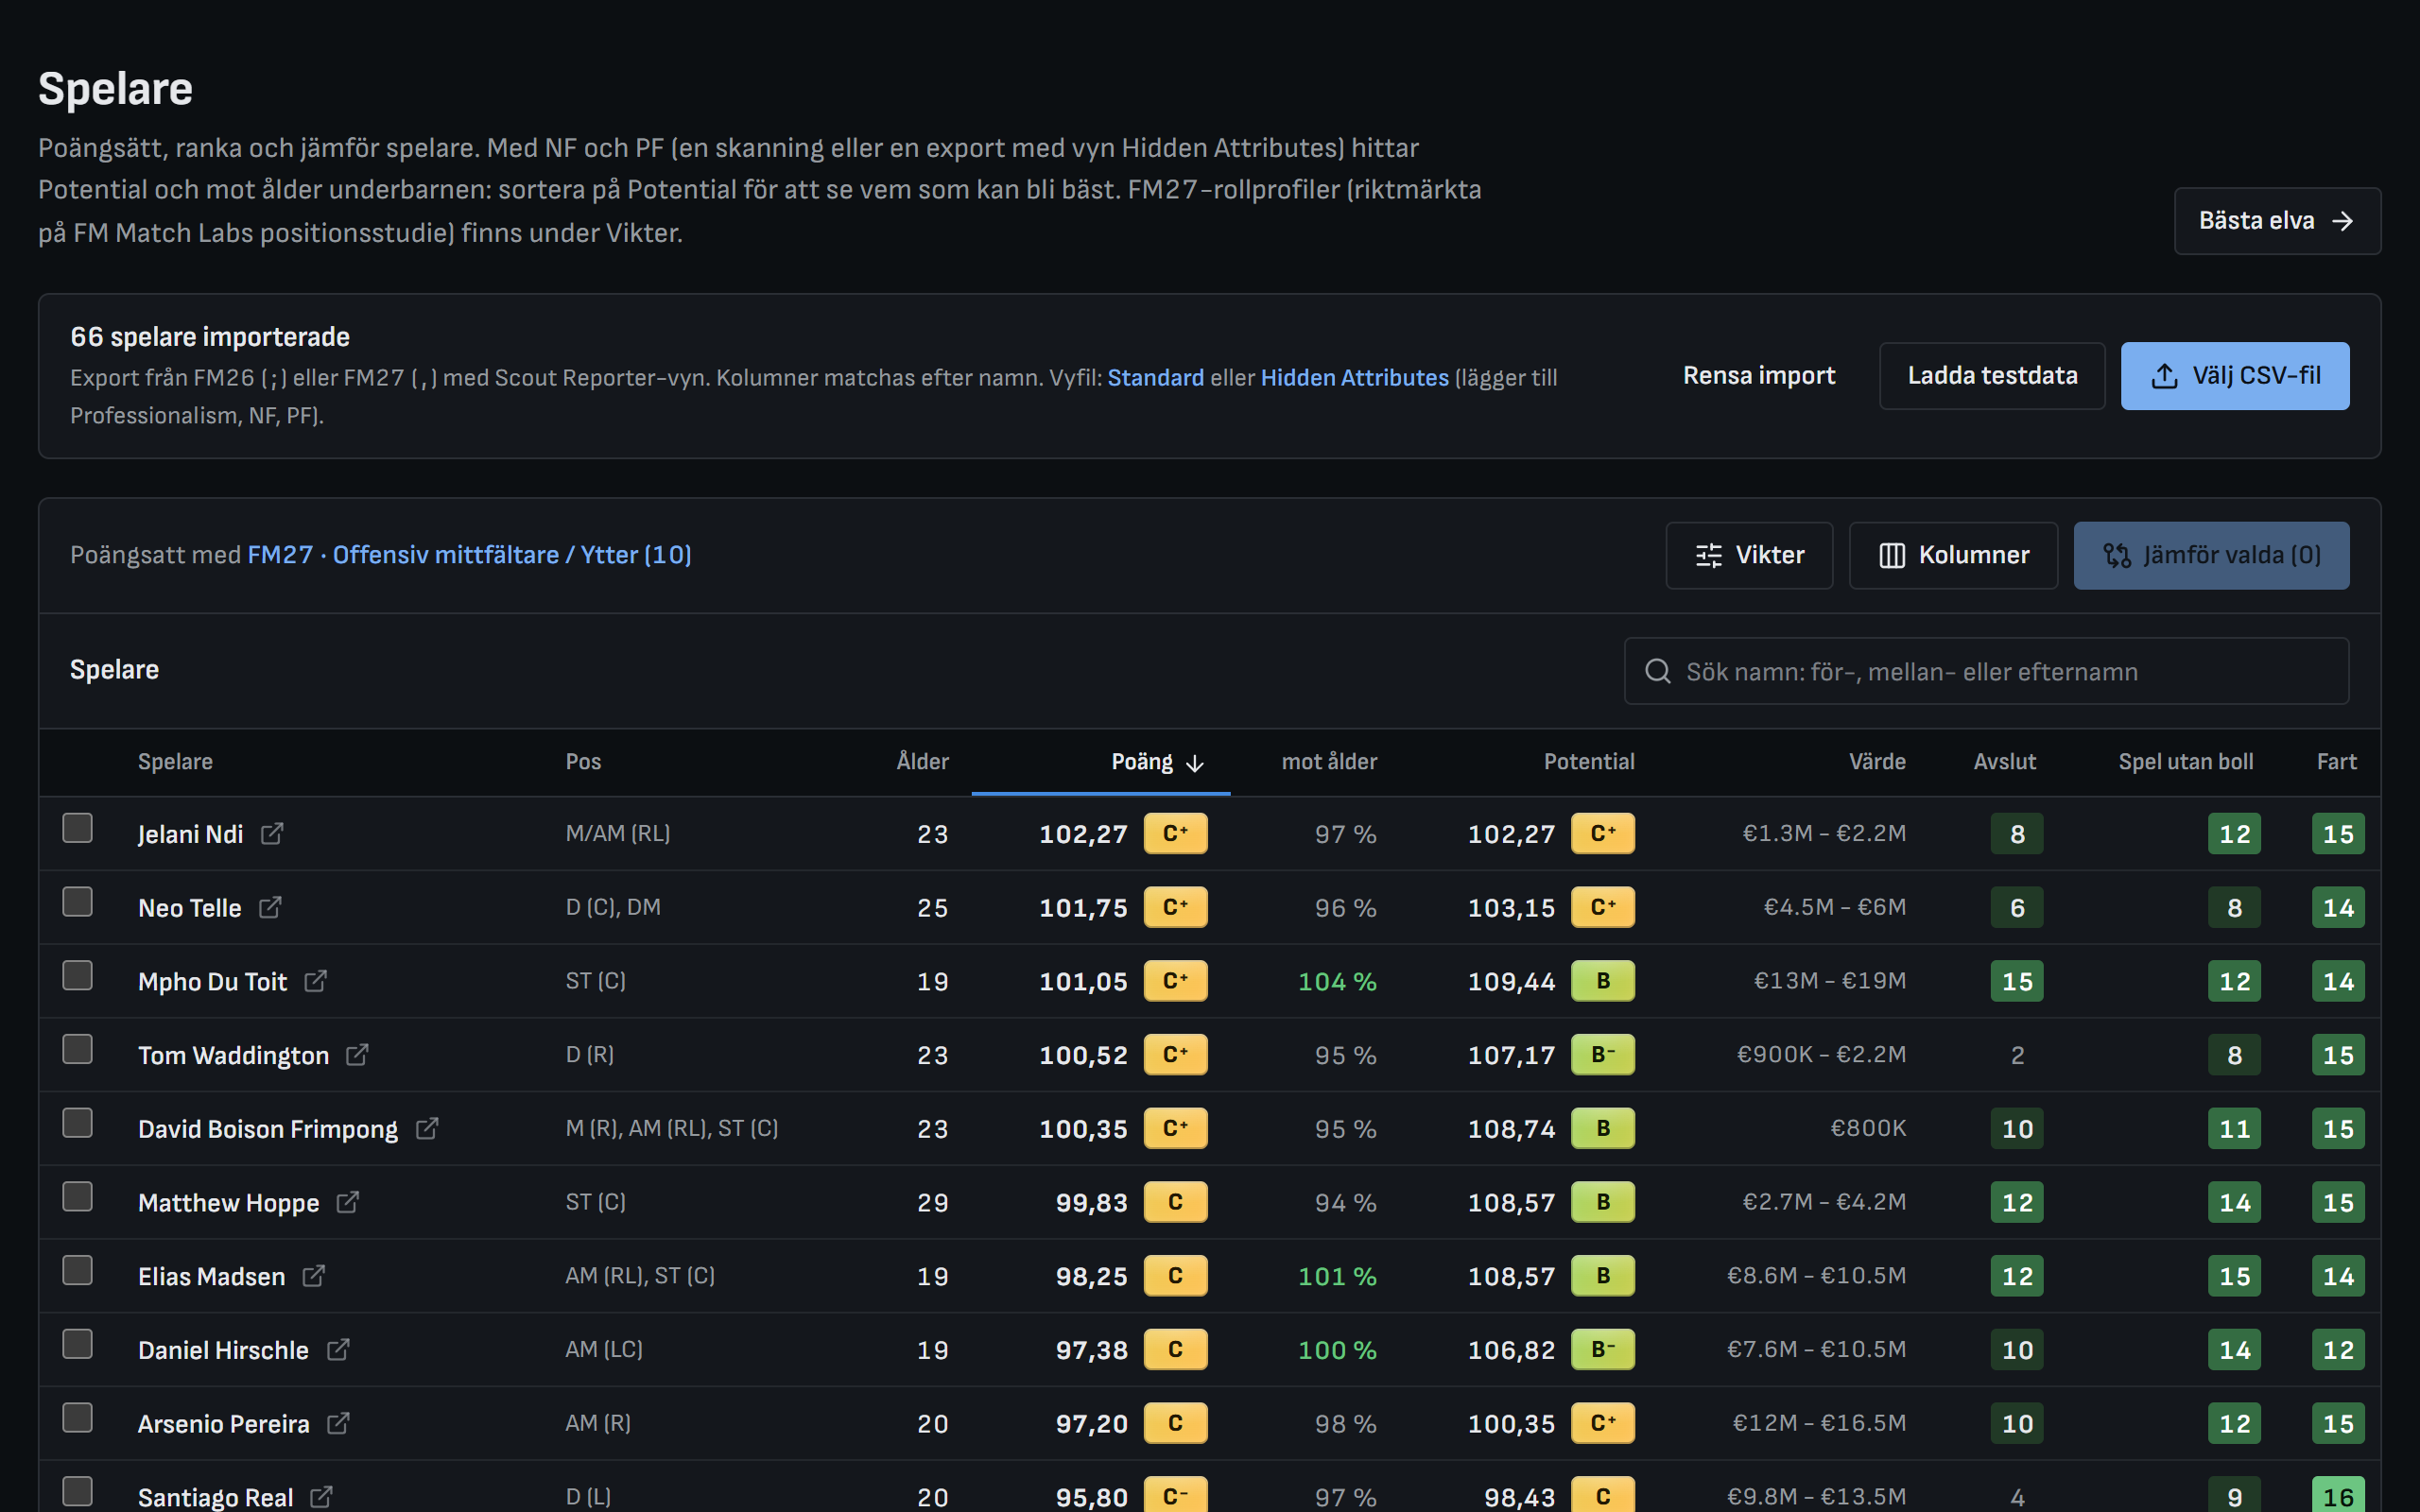 Spelare
Poängsätt, ranka och jämför spelare. Med NF och PF (en skanning eller en export med vyn Hidden Attributes) hittar
Potential och mot ålder underbarnen: sortera på Potential för att se vem som kan bli bäst. FM27-rollprofiler (riktmärkta
på FM Match Labs positionsstudie) finns under Vikter.
Bästa elva
66 spelare importerade
Export från FM26 (;) eller FM27 (,) med Scout Reporter-vyn. Kolumner matchas efter namn. Vyfil: Standard eller Hidden Attributes (lägger till
Professionalism, NF, PF).
Rensa import Ladda testdata Välj CSV-fil
Poängsatt med FM27 · Offensiv mittfältare / Ytter (10) Vikter Kolumner Jämför valda (0)
Spelare Sök namn: för-, mellan- eller efternamn
Spelare Pos Ålder Poäng mot ålder Potential Värde Avslut Spel utan boll Fart
Jelani Ndi M/AM (RL) 23 102,27 C+ 97 % 102,27 C+ €1.3M - €2.2M 8 12 15
Neo Telle D (C), DM 25 101,75 C+ 96 % 103,15 C+ €4.5M - €6M 6 8 14
Mpho Du Toit ST (C) 19 101,05 C+ 104 % 109,44 B €13M - €19M 15 12 14
Tom Waddington D (R) 23 100,52 C+ 95 % 107,17 B- €900K - €2.2M 2 8 15
David Boison Frimpong M (R), AM (RL), ST (C) 23 100,35 C+ 95 % 108,74 B €800K 10 11 15
Matthew Hoppe ST (C) 29 99,83 C 94 % 108,57 B €2.7M - €4.2M 12 14 15
Elias Madsen AM (RL), ST (C) 19 98,25 C 101 % 108,57 B €8.6M - €10.5M 12 15 14
Daniel Hirschle AM (LC) 19 97,38 C 100 % 106,82 B- €7.6M - €10.5M 10 14 12
Arsenio Pereira AM (R) 20 97,20 C 98 % 100,35 C+ €12M - €16.5M 10 12 15
Santiago Real D (L) 20 95,80 C- 97 % 98,43 C €9.8M - €13.5M 4 9 16